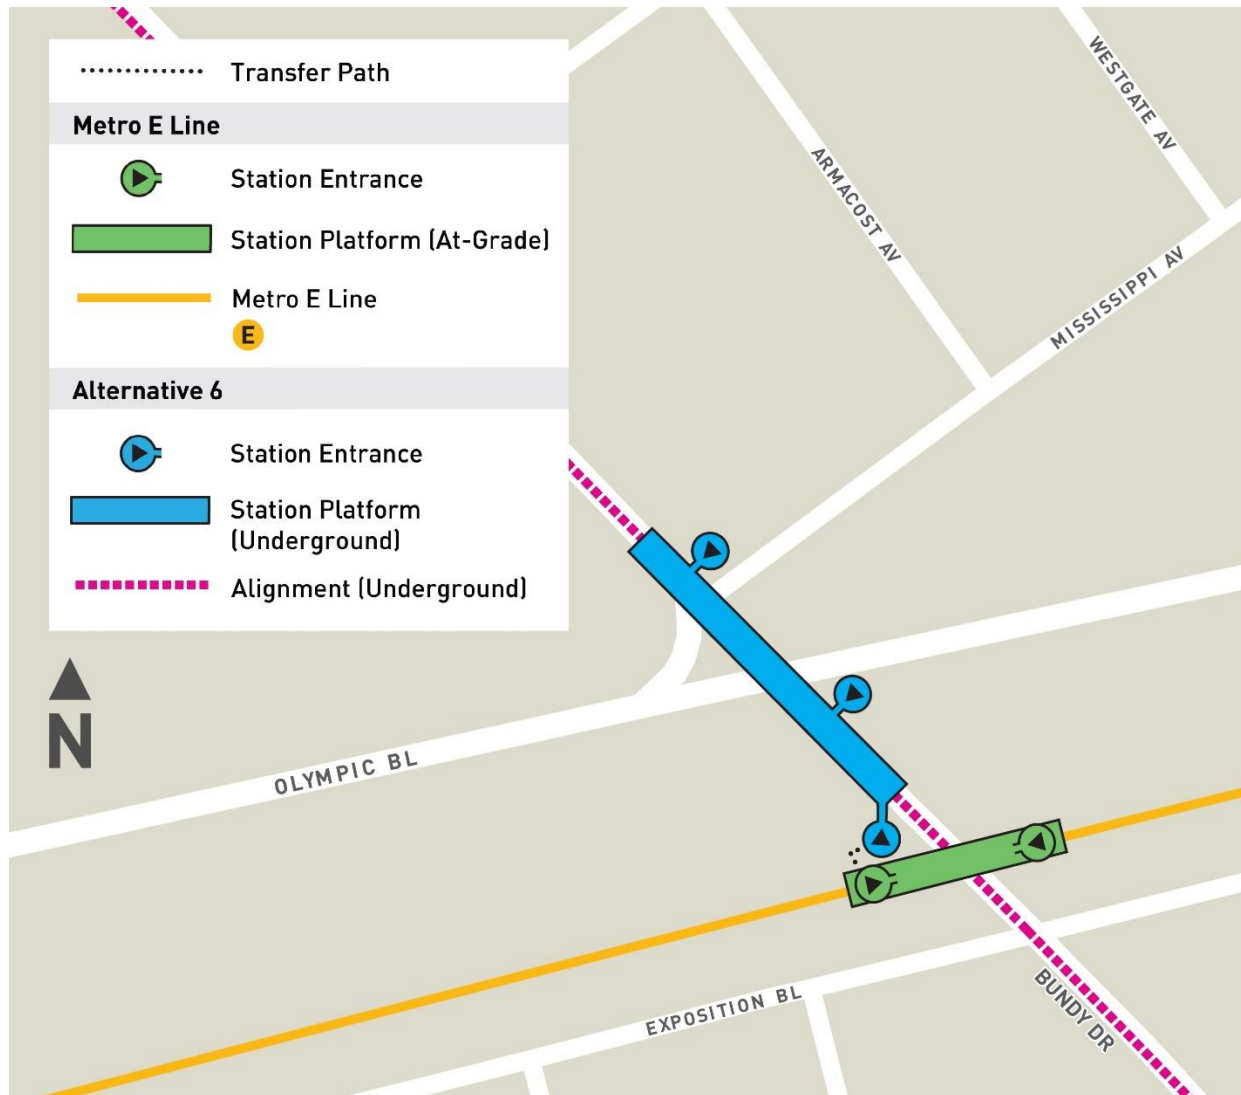 Transfer Path
Metro E Line
Station Entrance
Station Platform (At-Grade)
Metro E Line
E
Alternative 6
Station Entrance
Station Platform
(Underground)
Alignment (Underground)
N
WESTGATE AV
ARMACOST AV
MISSISSIPPI AV
OLYMPIC BL
EXPOSITION BL
BUNDY DR